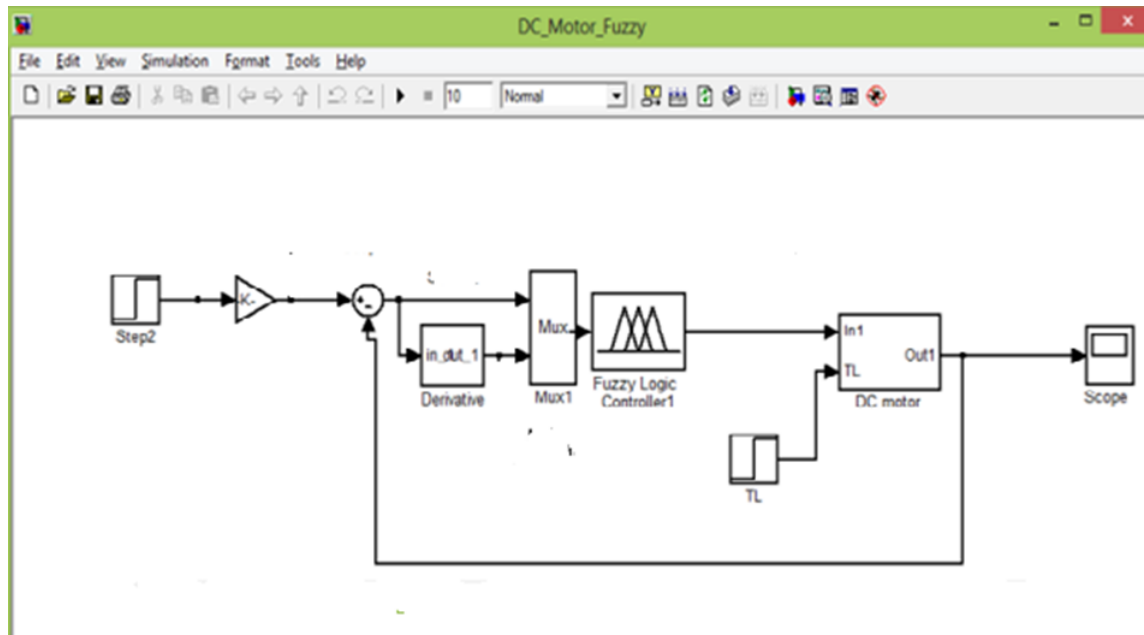 DC_Motor_Fuzzy
File Edit View Simulation Format Tools Help
10 Normal
Step2
-K-
+
-
in_out_1
Derivative
Mux
Mux1
Fuzzy Logic
Controller1
In1
TL
Out1
DC motor
TL
Scope